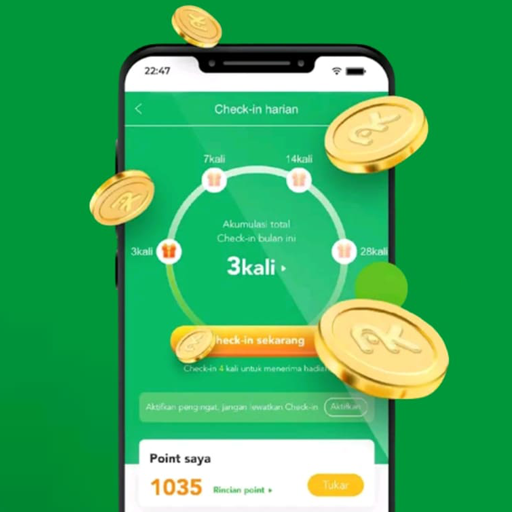 22:47
Check-in harian
7kali
14kali
Akumulasi total
Check-in bulan ini
3kali
28kali
3kali
heck-in sekarang
Check-in 4 kali untuk menerima hadia
Aktifkan pengingat, jangan lewatkan Check-in
Aktifkan
Point saya
1035
Rincian point
Tukar